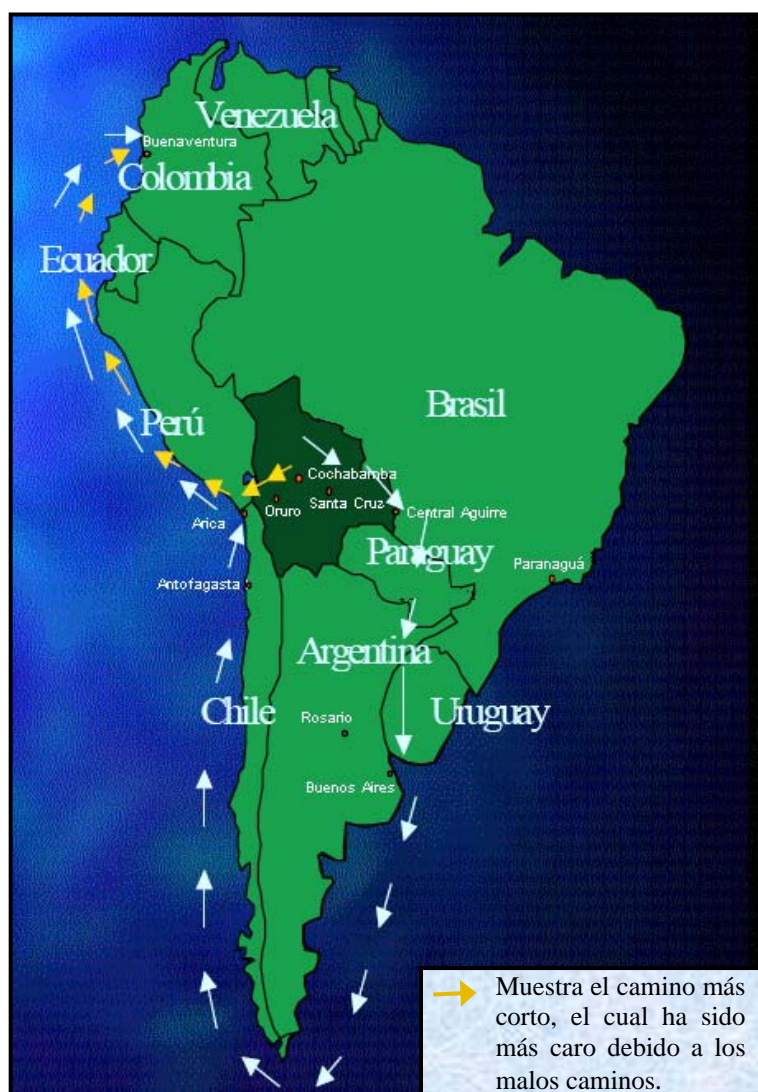 Venezuela
Buenaventura
Colombia
Ecuador
Brasil
Perú
Cochabamba
Santa Cruz
Oruro
Arica
Central Aguirre
Paraguay
Paranaguá
Antofagasta
Argentina
Chile
Uruguay
Rosario
Buenos Aires
Muestra el camino más
corto, el cual ha sido
más caro debido a los
malos caminos.